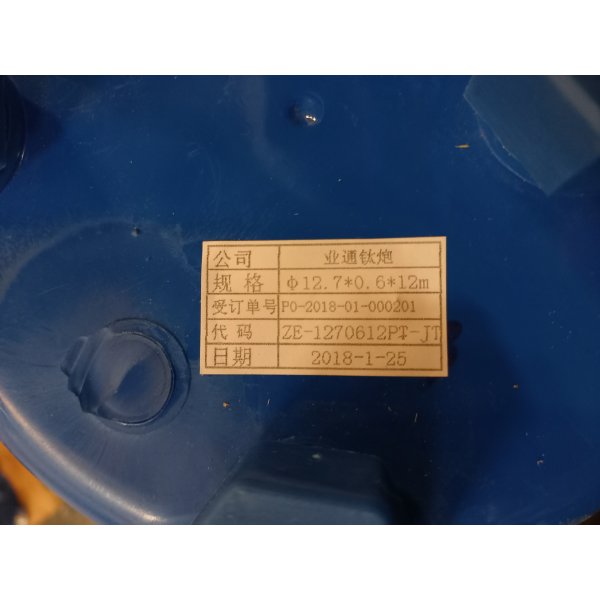 公司 业通钛炮
规格 φ12.7*0.6*12m
受订单号 PO-2018-01-000201
代码 ZE-1270612PT-JT
日期 2018-1-25